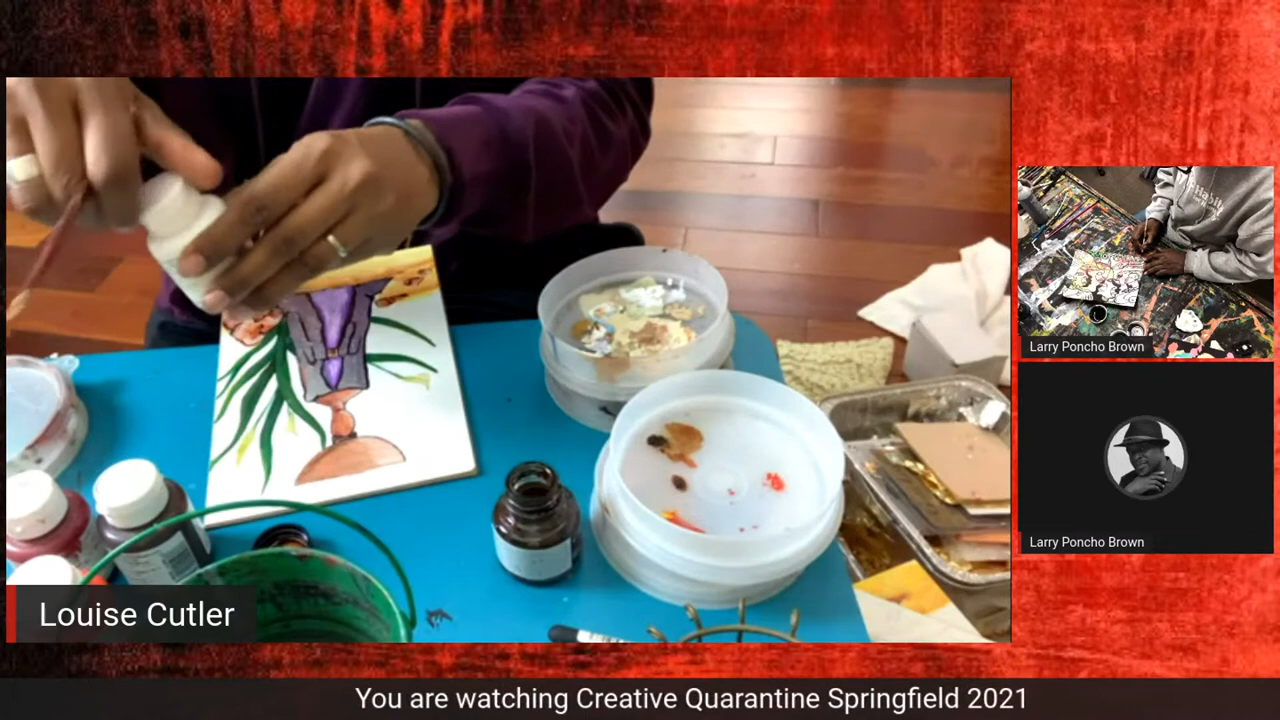 Larry Poncho Brown
Larry Poncho Brown
Louise Cutler
You are watching Creative Quarantine Springfield 2021